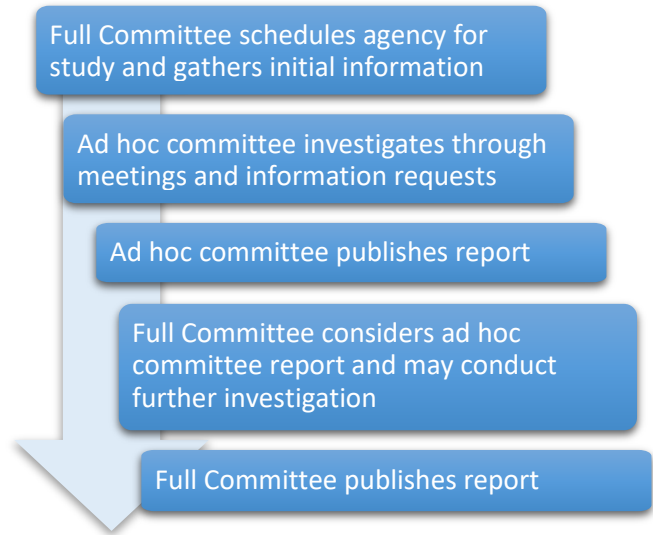 Full Committee schedules agency for
study and gathers initial information
Ad hoc committee investigates through
meetings and information requests
Ad hoc committee publishes report
Full Committee considers ad hoc
committee report and may conduct
further investigation
Full Committee publishes report